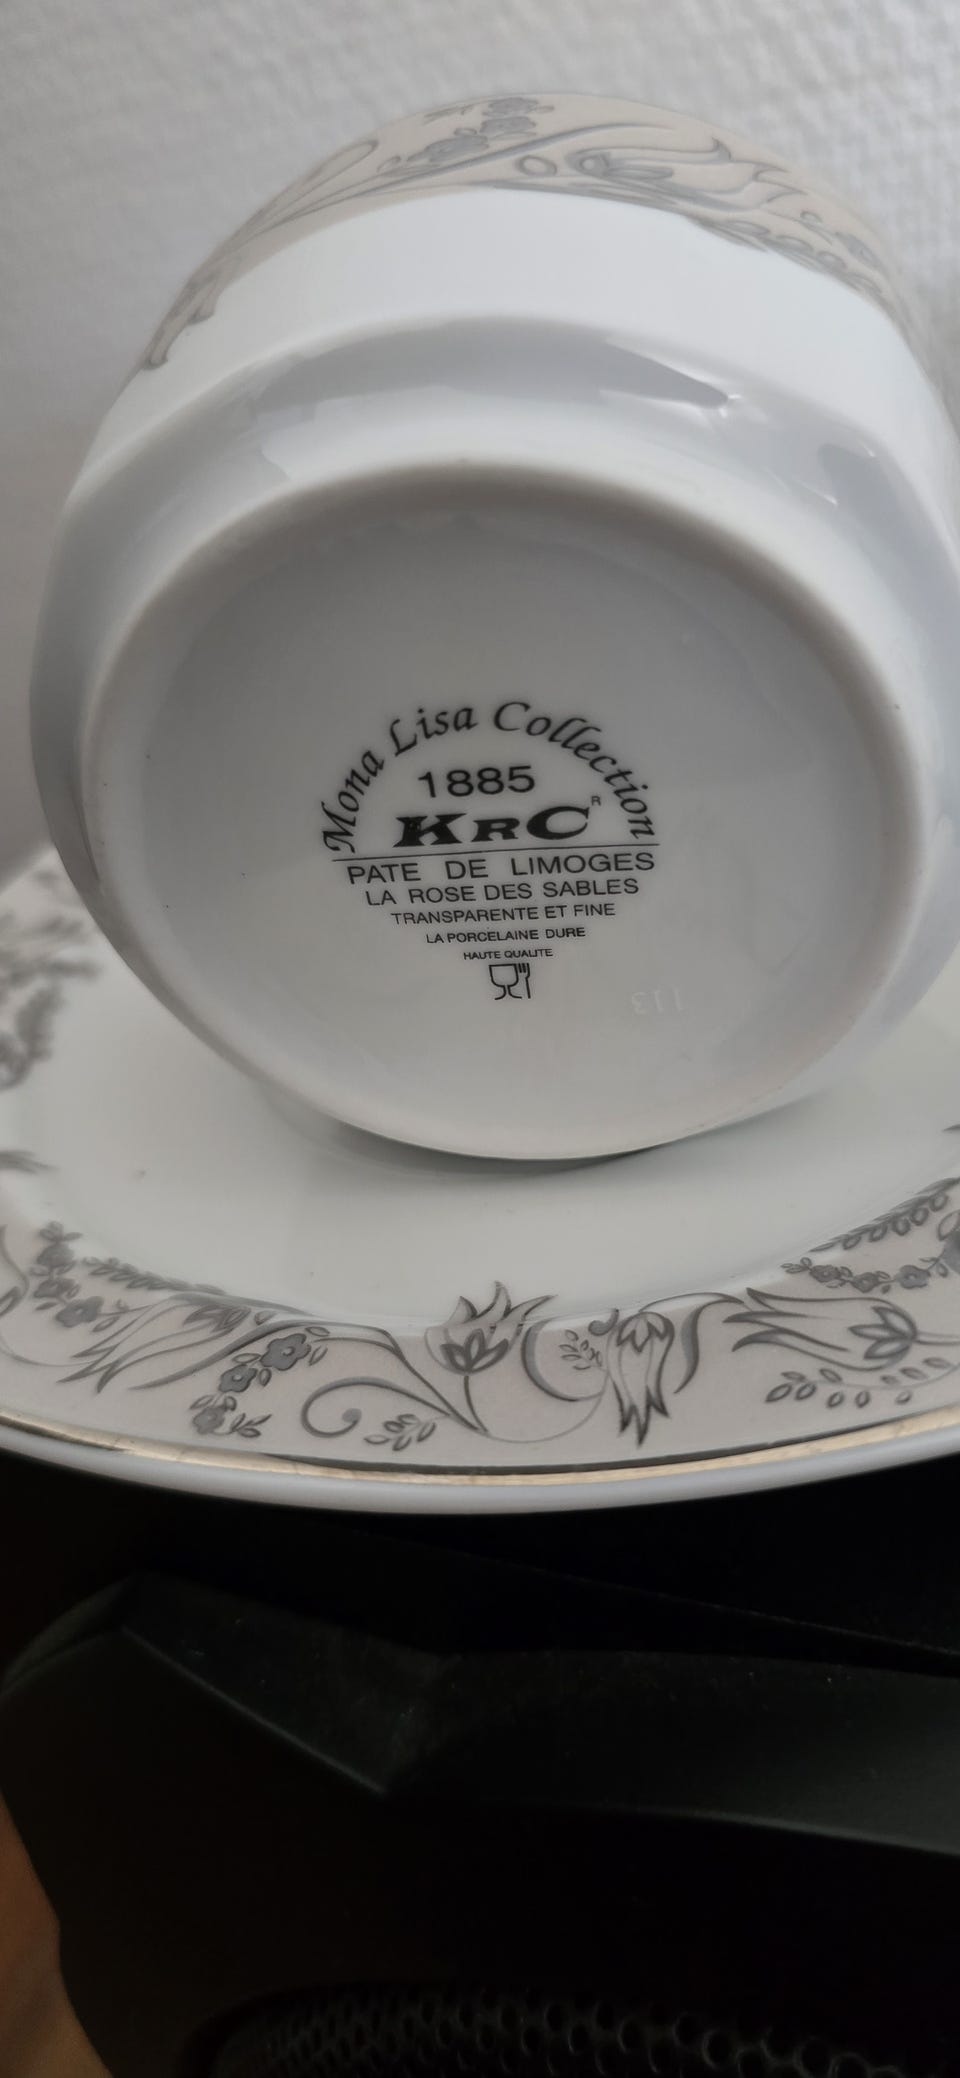 Mona Lisa Collection
1885
KRC R
PATE DE LIMOGES
LA ROSE DES SABLES
TRANSPARENTE ET FINE
LA PORCELAINE DURE
HAUTE QUALITE
113